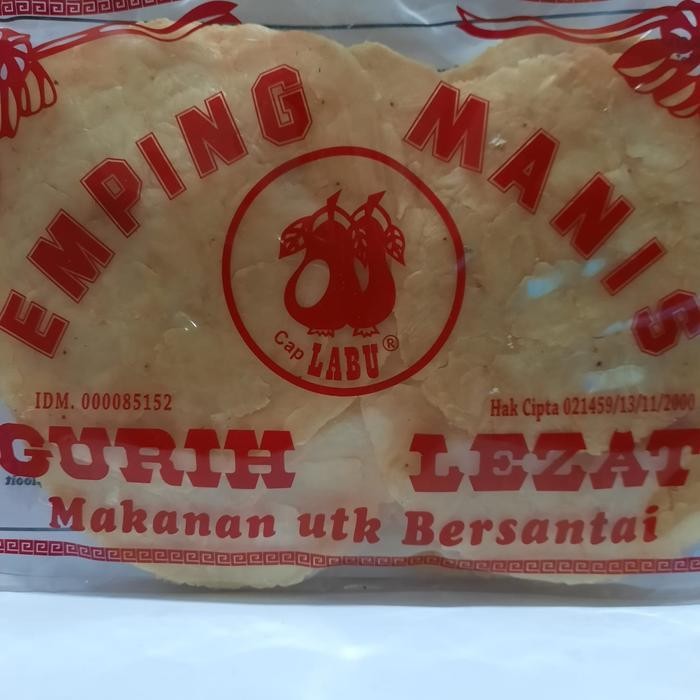 EMPING MANIS
Cap LABU ®
IDM. 000085152
Hak Cipta 021459/13/11/2000
GURIH LEZAT
Makanan utk Bersantai